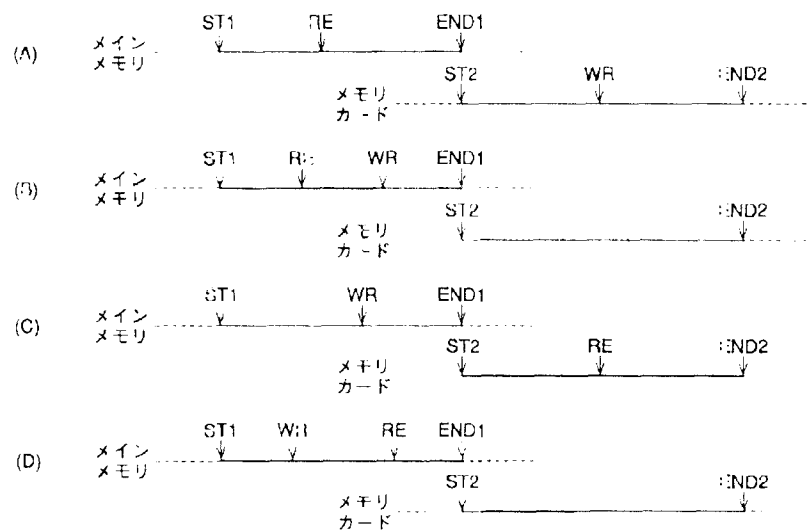 ST1 RE END1
(A) メイン
メモリ
ST2 WR END2
メモリ
カード
ST1 RE WR END1
(B) メイン
メモリ
ST2 END2
メモリ
カード
ST1 WR END1
(C) メイン
メモリ
ST2 RE END2
メモリ
カード
ST1 WR RE END1
(D) メイン
メモリ
ST2 END2
メモリ
カード